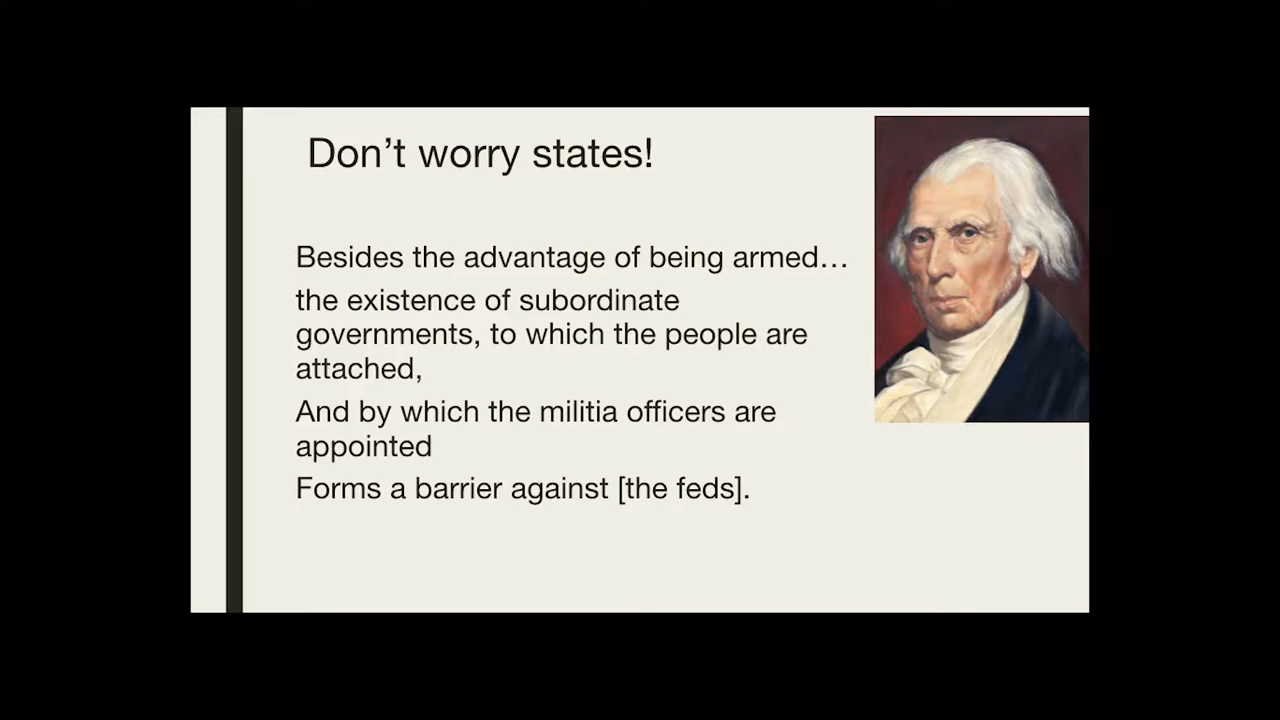 Don’t worry states!
Besides the advantage of being armed…
the existence of subordinate
governments, to which the people are
attached,
And by which the militia officers are
appointed
Forms a barrier against [the feds].